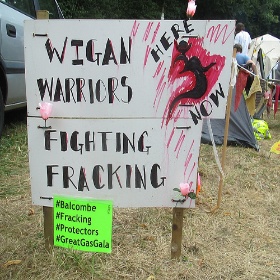 WIGAN
WARRIORS
HERE
NOW
FIGHTING
FRACKING
#Balcombe
#Fracking
#Protectors
#GreatGasGala